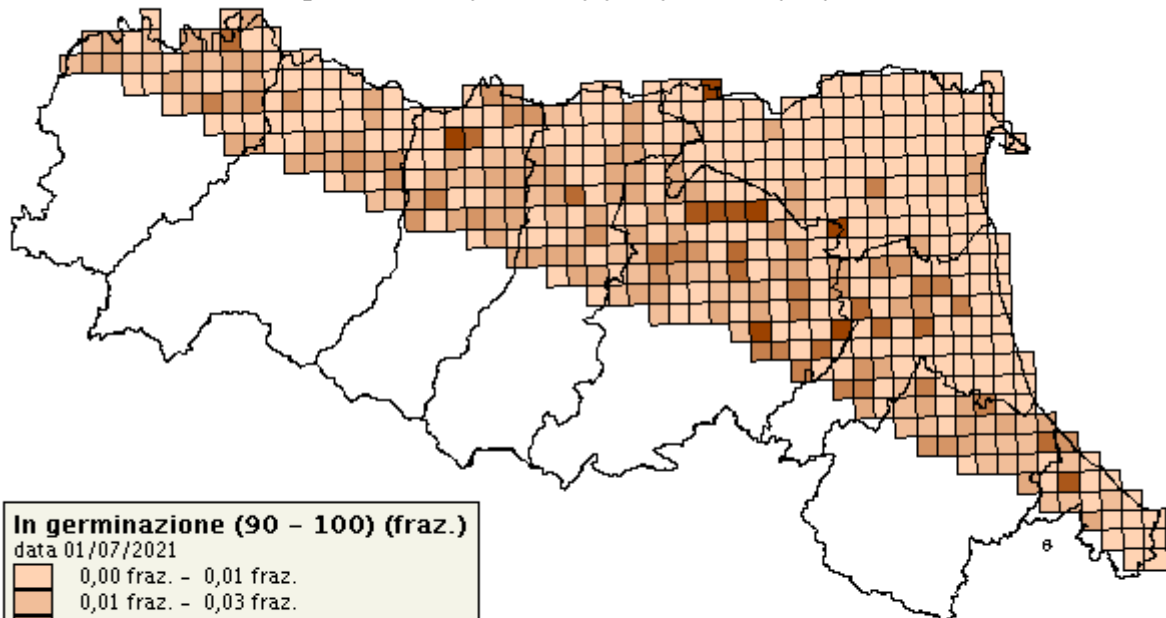 In germinazione (90 – 100) (fraz.)
data 01/07/2021
0,00 fraz. – 0,01 fraz.
0,01 fraz. – 0,03 fraz.